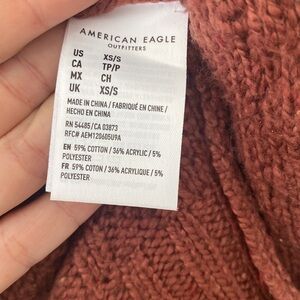 AMERICAN EAGLE
OUTFITTERS
US XS/S
CA TP/P
MX CH
UK XS/S
MADE IN CHINA / FABRIQUÉ EN CHINE /
HECHO EN CHINA
RN 54485/CA 03873
RFC# AEM120605U9A
EN 59% COTTON / 36% ACRYLIC / 5%
POLYESTER
FR 59% COTON / 36% ACRYLIQUE / 5%
POLYESTER